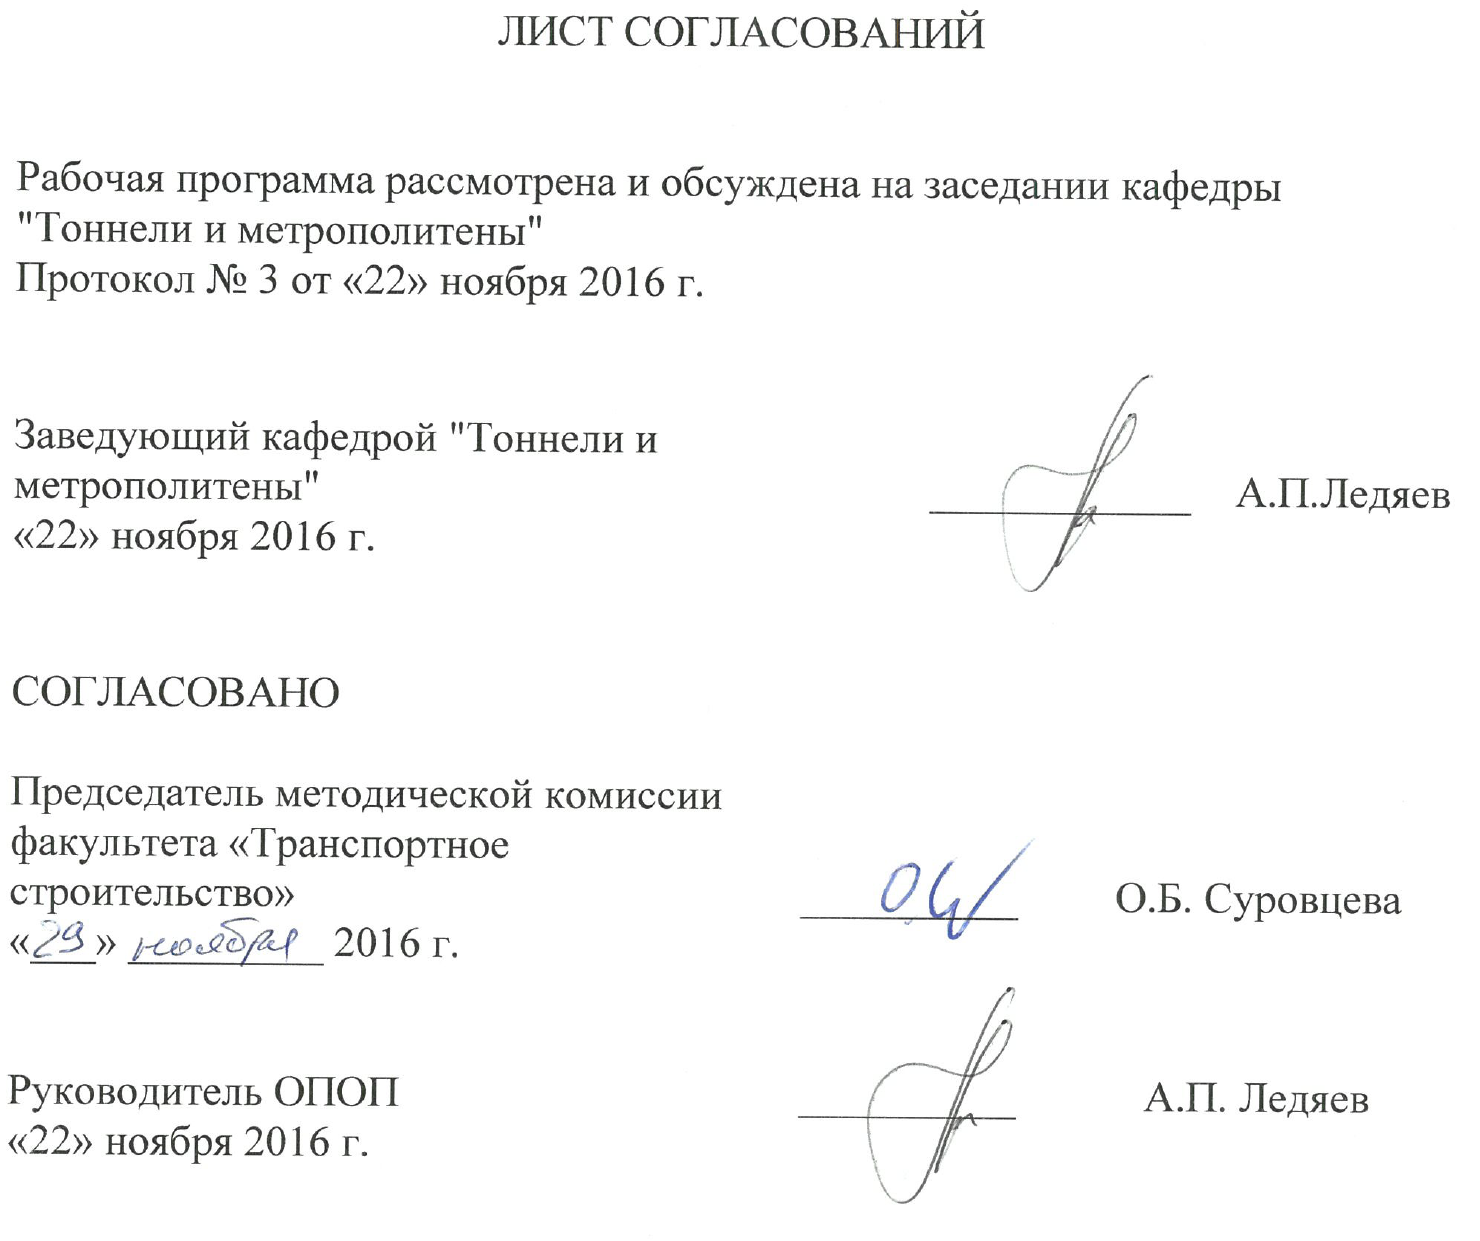 ЛИСТ СОГЛАСОВАНИЙ
Рабочая программа рассмотрена и обсуждена на заседании кафедры
"Тоннели и метрополитены"
Протокол № 3 от «22» ноября 2016 г.
Заведующий кафедрой "Тоннели и
метрополитены"
А.П.Ледяев
«22» ноября 2016 г.
СОГЛАСОВАНО
Председатель методической комиссии
факультета «Транспортное
строительство»
О.Б. Суровцева
«29» ноября 2016 г.
Руководитель ОПОП
А.П. Ледяев
«22» ноября 2016 г.